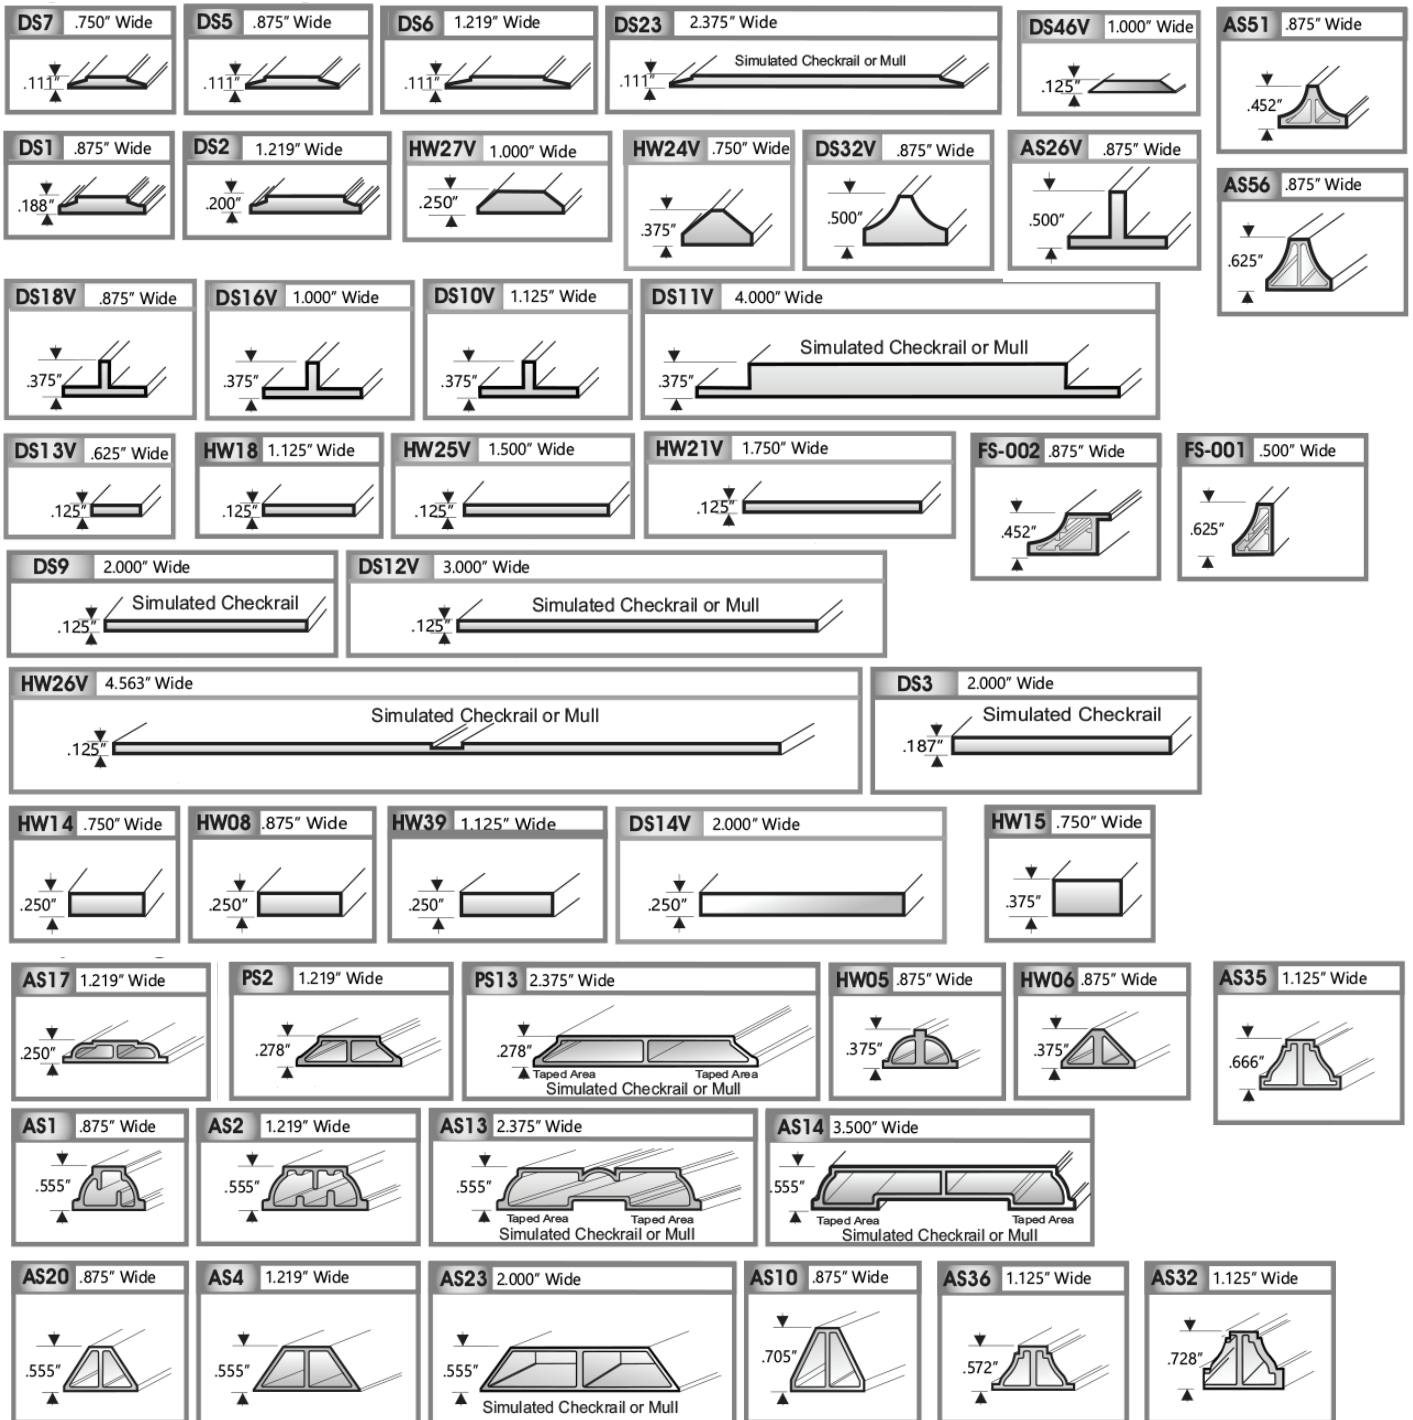 DS7 .750" Wide
.111"
DS5 .875" Wide
.111"
DS6 1.219" Wide
.111"
DS23 2.375" Wide
Simulated Checkrail or Mull
.111"
DS46V 1.000" Wide
.125"
AS51 .875" Wide
.452"
DS1 .875" Wide
.188"
DS2 1.219" Wide
.200"
HW27V 1.000" Wide
.250"
HW24V .750" Wide
.375"
DS32V .875" Wide
.500"
AS26V .875" Wide
.500"
AS56 .875" Wide
.625"
DS18V .875" Wide
.375"
DS16V 1.000" Wide
.375"
DS10V 1.125" Wide
.375"
DS11V 4.000" Wide
Simulated Checkrail or Mull
.375"
DS13V .625" Wide
.125"
HW18 1.125" Wide
.125"
HW25V 1.500" Wide
.125"
HW21V 1.750" Wide
.125"
FS-002 .875" Wide
.452"
FS-001 .500" Wide
.625"
DS9 2.000" Wide
Simulated Checkrail
.125"
DS12V 3.000" Wide
Simulated Checkrail or Mull
.125"
HW26V 4.563" Wide
Simulated Checkrail or Mull
.125"
DS3 2.000" Wide
Simulated Checkrail
.187"
HW14 .750" Wide
.250"
HW08 .875" Wide
.250"
HW39 1.125" Wide
.250"
DS14V 2.000" Wide
.250"
HW15 .750" Wide
.375"
AS17 1.219" Wide
.250"
PS2 1.219" Wide
.278"
PS13 2.375" Wide
.278"
Taped Area Taped Area
Simulated Checkrail or Mull
HW05 .875" Wide
.375"
HW06 .875" Wide
.375"
AS35 1.125" Wide
.666"
AS1 .875" Wide
.555"
AS2 1.219" Wide
.555"
AS13 2.375" Wide
.555"
Taped Area Taped Area
Simulated Checkrail or Mull
AS14 3.500" Wide
.555"
Taped Area Taped Area
Simulated Checkrail or Mull
AS20 .875" Wide
.555"
AS4 1.219" Wide
.555"
AS23 2.000" Wide
.555"
Simulated Checkrail or Mull
AS10 .875" Wide
.705"
AS36 1.125" Wide
.572"
AS32 1.125" Wide
.728"